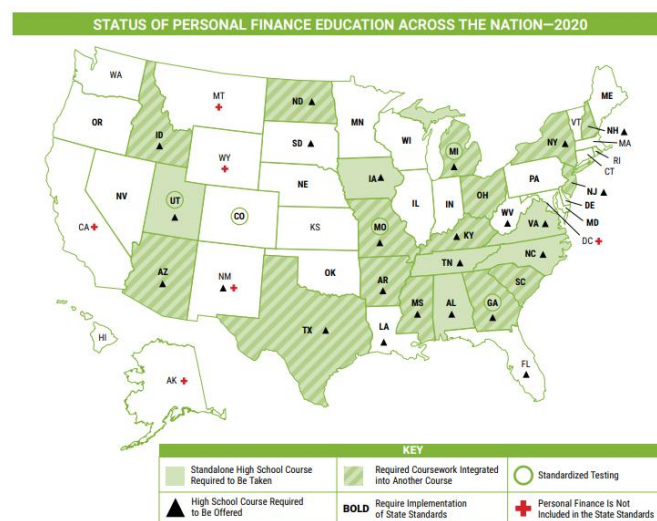 STATUS OF PERSONAL FINANCE EDUCATION ACROSS THE NATION—2020
WA
MT
ND
MN
ME
OR
ID
WY
SD
WI
MI
NY
VT
NH
MA
RI
CT
NV
UT
CO
NE
IA
IL
IN
OH
PA
NJ
DE
MD
DC
CA
AZ
NM
KS
OK
MO
AR
KY
WV
VA
TN
NC
SC
TX
LA
MS
AL
GA
FL
HI
AK
KEY
Standalone High School Course
Required to Be Taken
Required Coursework Integrated
into Another Course
Standardized Testing
High School Course Required
to Be Offered
BOLD Require Implementation
of State Standards
Personal Finance Is Not
Included in the State Standards